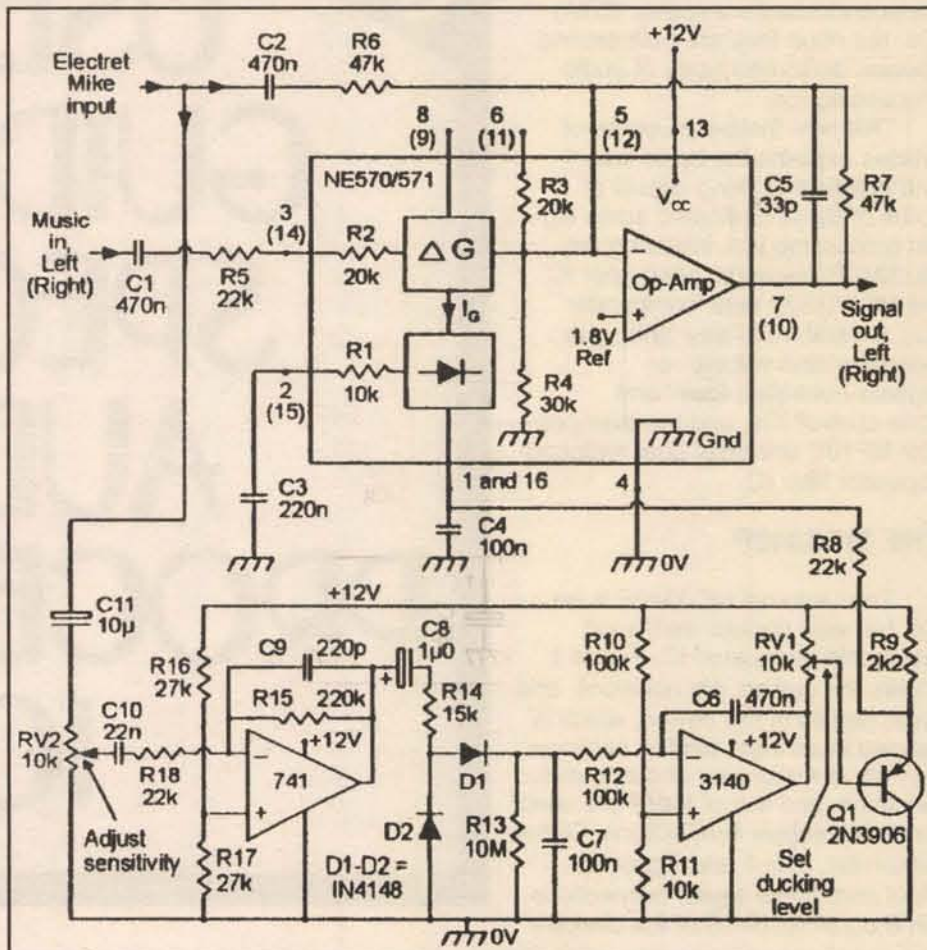 Electret
Mike
input
C2
470n
R6
47k
+12V
8
(9)
6
(11)
5
(12)
13
NE570/571
Vcc
C5
33p
R7
47k
Music
in,
Left
(Right)
C1
470n
R5
22k
3
(14)
R2
20k
ΔG
R3
20k
−
+
Op-Amp
1.8V
Ref
7
(10)
Signal
out,
Left
(Right)
IG
2
(15)
R1
10k
R4
30k
Gnd
C3
220n
1 and 16
4
C4
100n
0V
R8
22k
C11
10µ
+12V
R16
27k
C9
220p
R15
220k
C8
1µ0
+
R14
15k
R10
100k
C6
470n
RV1
10k
R9
2k2
RV2
10k
C10
22n
R18
22k
−
+
741
+12V
D1
R12
100k
−
+
3140
+12V
Adjust
sensitivity
R17
27k
D2
D1-D2 =
IN4148
R13
10M
C7
100n
R11
10k
Set
ducking
level
Q1
2N3906
0V